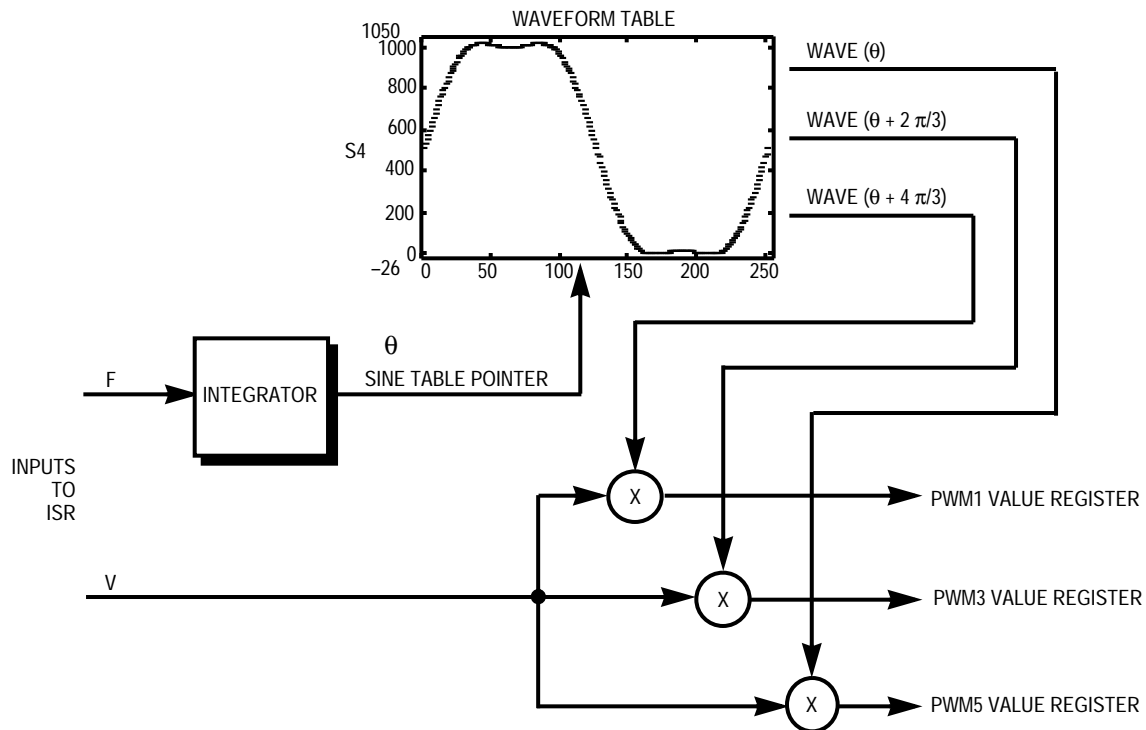 WAVEFORM TABLE
1050
1000
800
600
S4
400
200
0
–26
0 50 100 150 200 250
WAVE (θ)
WAVE (θ + 2 π/3)
WAVE (θ + 4 π/3)
θ
SINE TABLE POINTER
F
INTEGRATOR
INPUTS
TO
ISR
V
X
PWM1 VALUE REGISTER
X
PWM3 VALUE REGISTER
X
PWM5 VALUE REGISTER